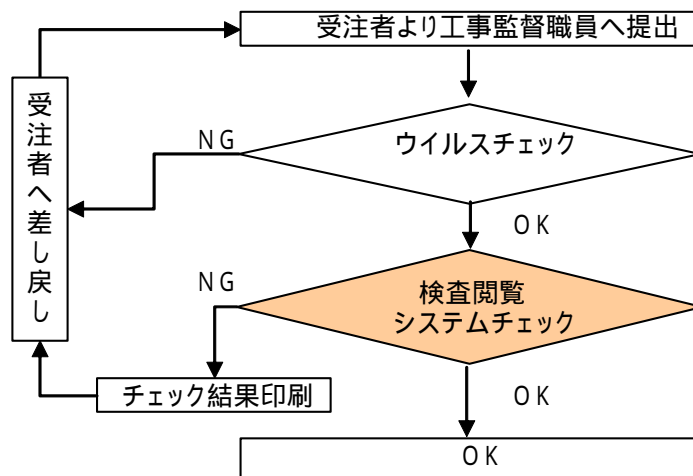 受注者より工事監督職員へ提出
ウイルスチェック
NG
OK
受注者へ差し戻し
検査閲覧
システムチェック
NG
OK
チェック結果印刷
OK